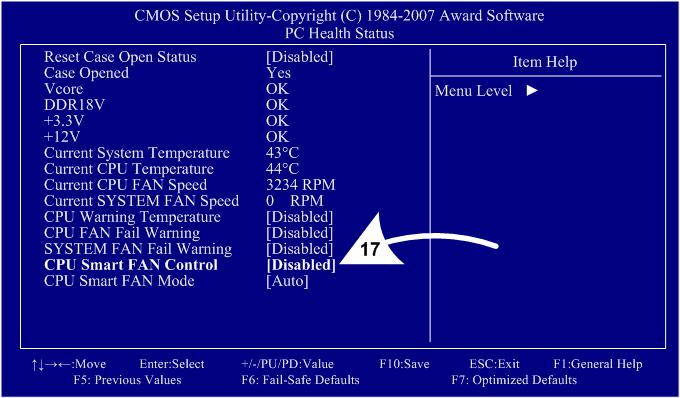 CMOS Setup Utility-Copyright (C) 1984-2007 Award Software
PC Health Status
Reset Case Open Status [Disabled]
Case Opened Yes
Vcore OK
DDR18V OK
+3.3V OK
+12V OK
Current System Temperature 43°C
Current CPU Temperature 44°C
Current CPU FAN Speed 3234 RPM
Current SYSTEM FAN Speed 0 RPM
CPU Warning Temperature [Disabled]
CPU FAN Fail Warning [Disabled]
SYSTEM FAN Fail Warning [Disabled]
CPU Smart FAN Control [Disabled]
CPU Smart FAN Mode [Auto]
17
Item Help
Menu Level ►
↑↓→←:Move Enter:Select +/-/PU/PD:Value F10:Save ESC:Exit F1:General Help
F5: Previous Values F6: Fail-Safe Defaults F7: Optimized Defaults